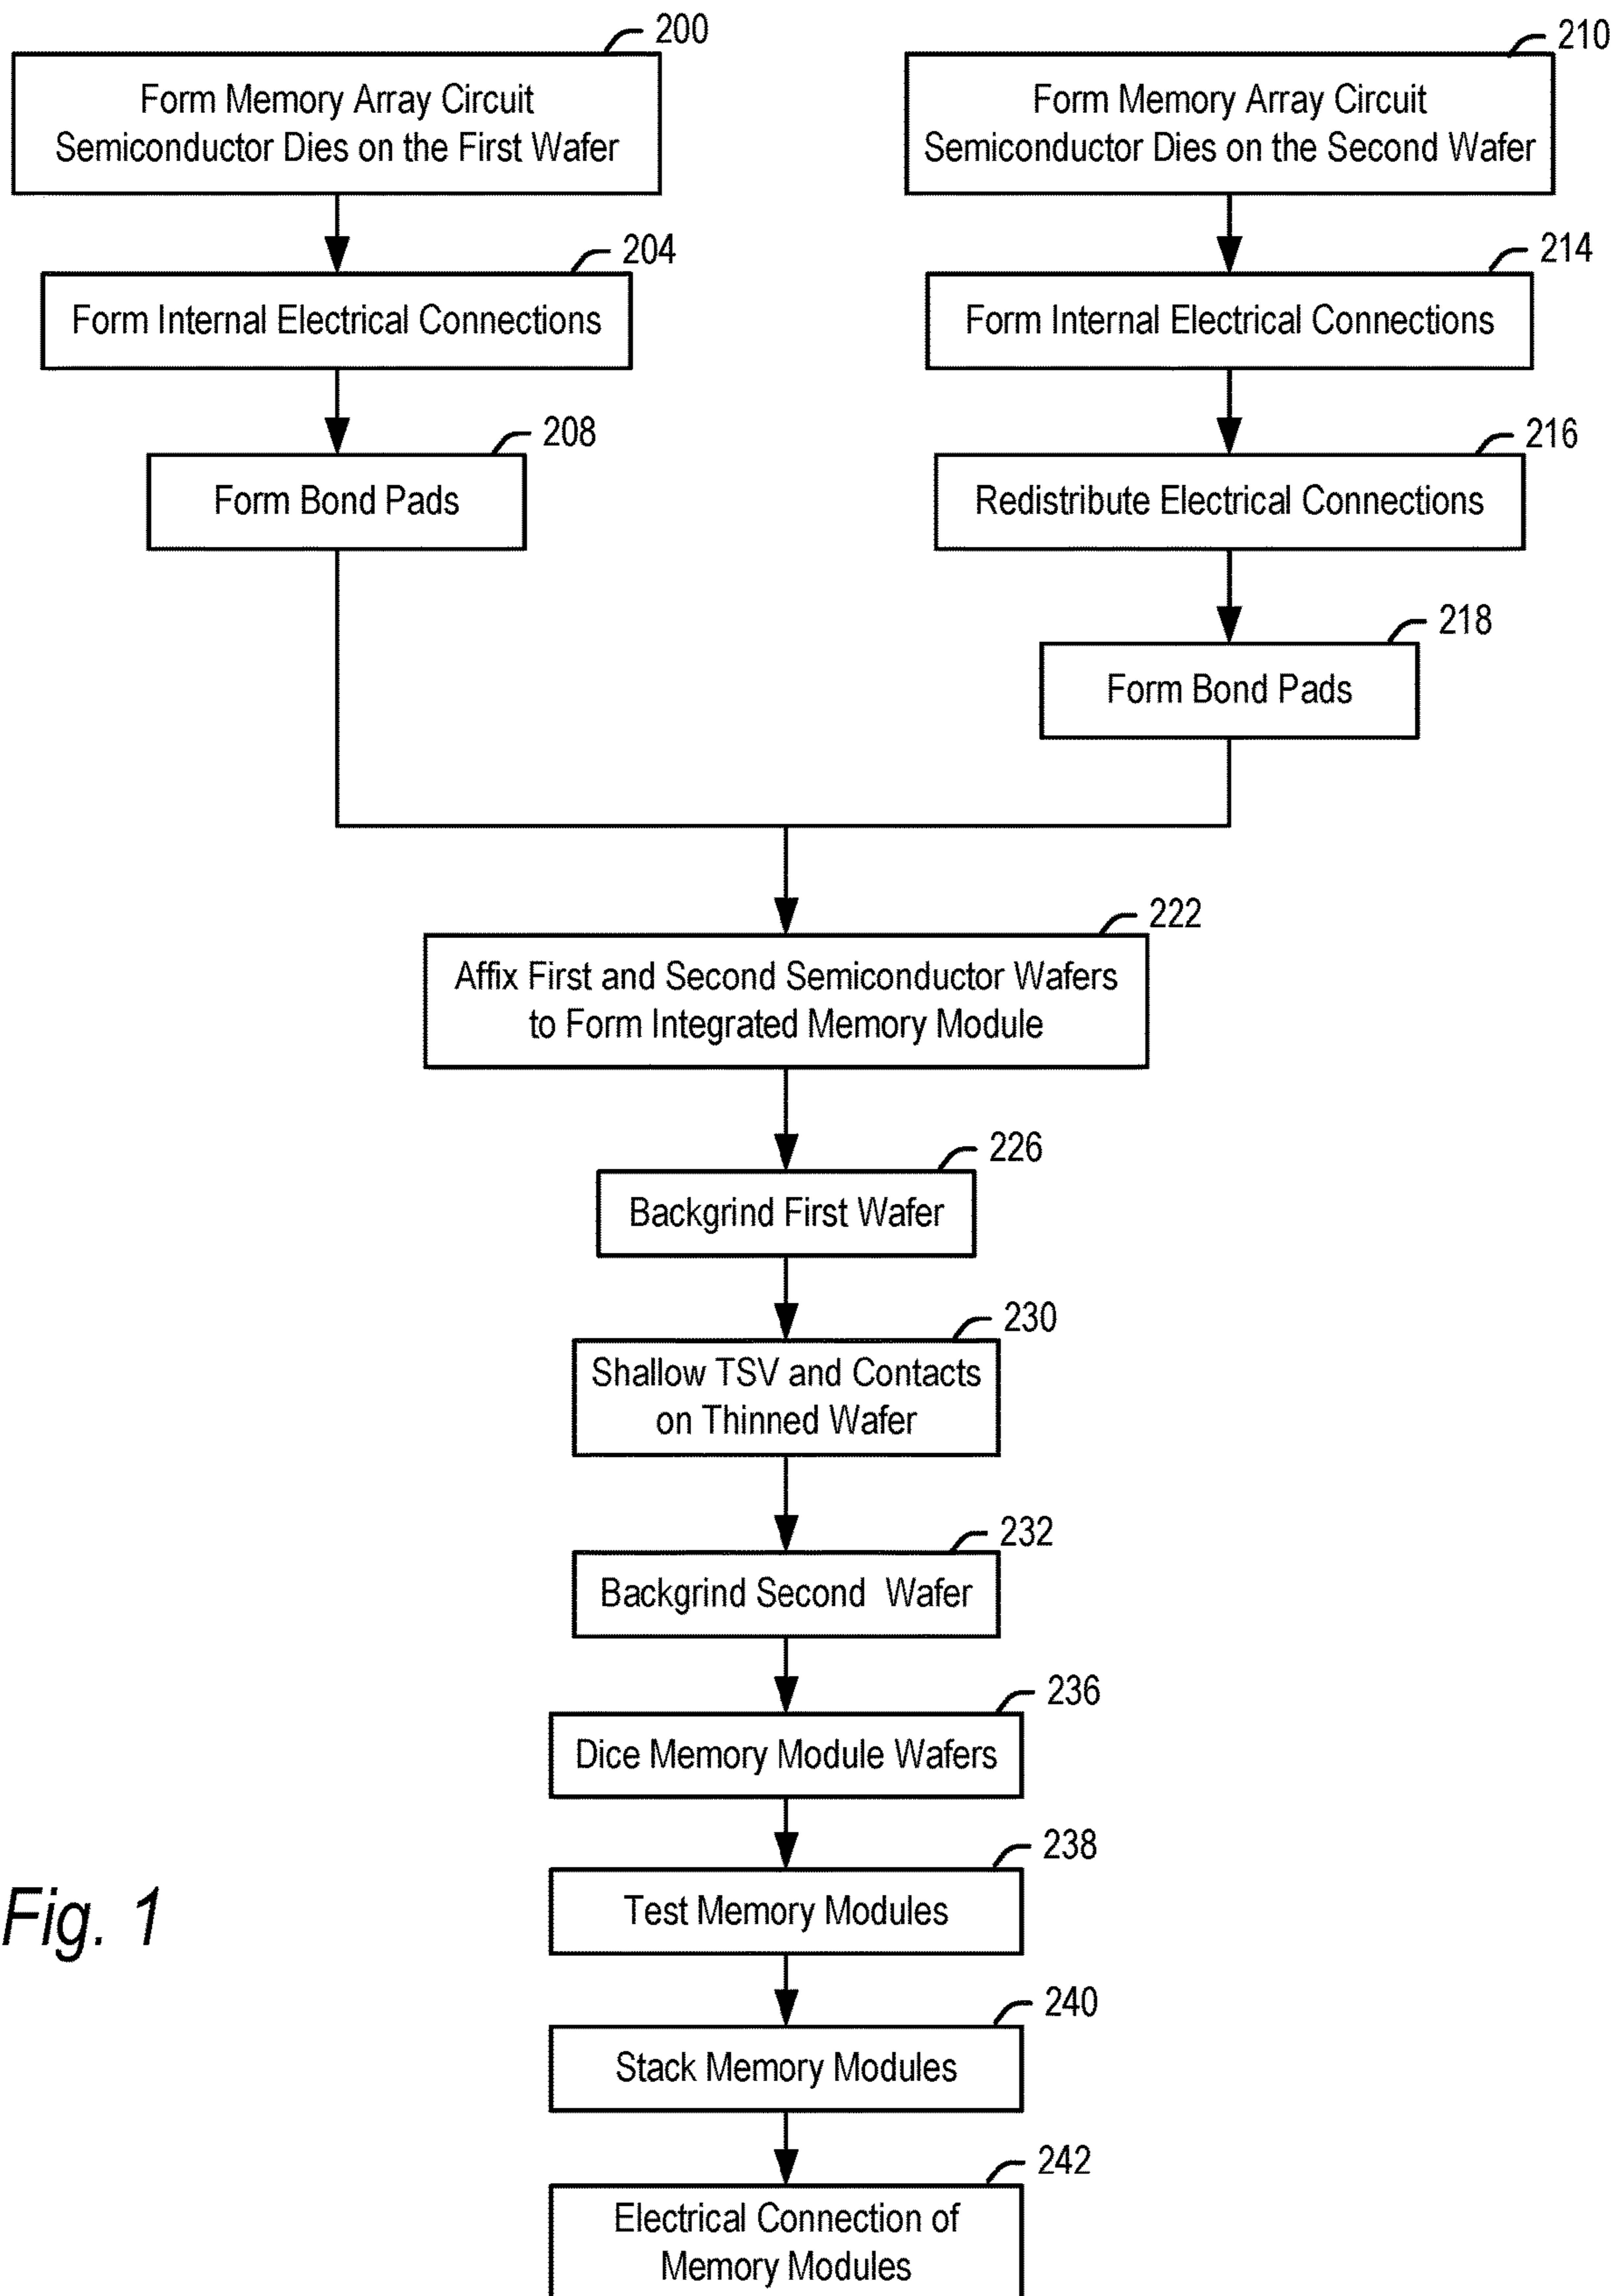 200
Form Memory Array Circuit
Semiconductor Dies on the First Wafer
204
Form Internal Electrical Connections
208
Form Bond Pads
210
Form Memory Array Circuit
Semiconductor Dies on the Second Wafer
214
Form Internal Electrical Connections
216
Redistribute Electrical Connections
218
Form Bond Pads
222
Affix First and Second Semiconductor Wafers
to Form Integrated Memory Module
226
Backgrind First Wafer
230
Shallow TSV and Contacts
on Thinned Wafer
232
Backgrind Second Wafer
236
Dice Memory Module Wafers
238
Test Memory Modules
240
Stack Memory Modules
242
Electrical Connection of
Memory Modules
Fig. 1